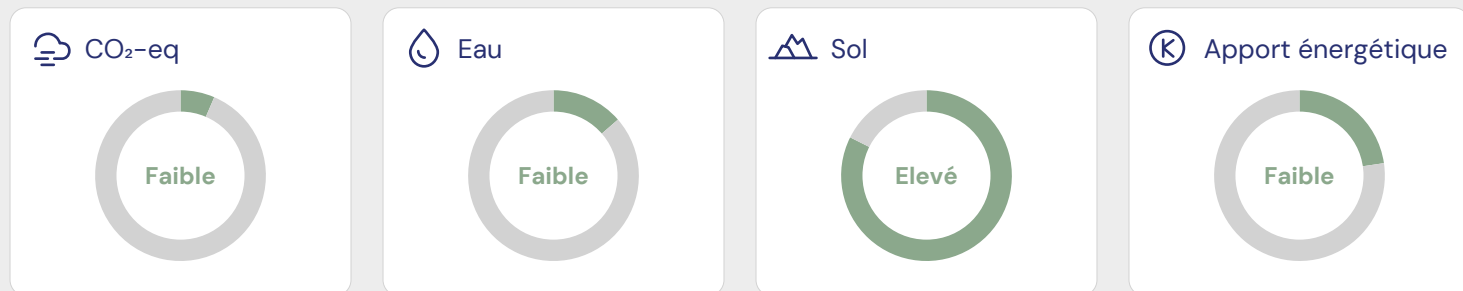 CO₂-eq
Faible
Eau
Faible
Sol
Elevé
Apport énergétique
Faible